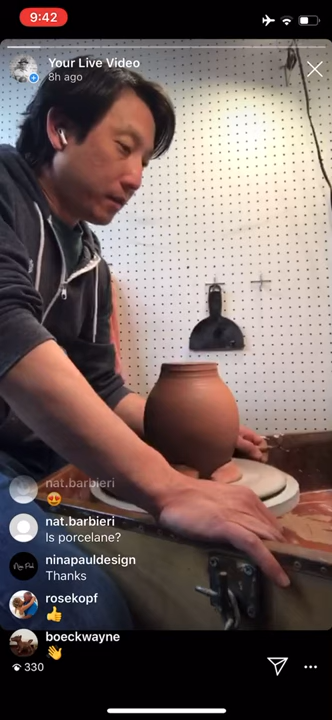 9:42
Your Live Video
8h ago
nat.barbieri
😍
nat.barbieri
Is porcelane?
ninapauldesign
Thanks
rosekopf
👍
boeckwayne
👋
330